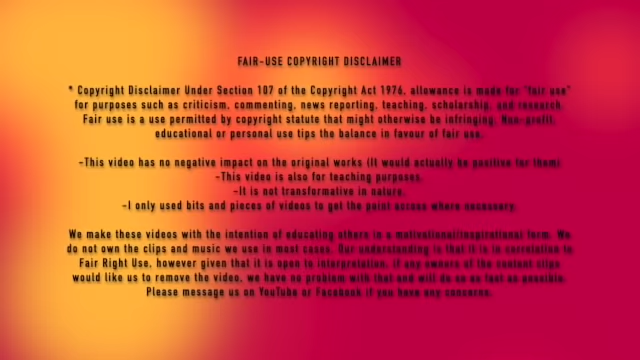 FAIR-USE COPYRIGHT DISCLAIMER
* Copyright Disclaimer Under Section 107 of the Copyright Act 1976, allowance is made for "fair use"
for purposes such as criticism, commenting, news reporting, teaching, scholarship, and research.
Fair use is a use permitted by copyright statute that might otherwise be infringing. Non-profit,
educational or personal use tips the balance in favour of fair use.
-This video has no negative impact on the original works (It would actually be positive for them)
-This video is also for teaching purposes.
-It is not transformative in nature.
-I only used bits and pieces of videos to get the point across where necessary.
We make these videos with the intention of educating others in a motivational/inspirational form. We
do not own the clips and music we use in most cases. Our understanding is that it is in correlation to
Fair Right Use, however given that it is open to interpretation, if any owners of the content clips
would like us to remove the video, we have no problem with that and will do so as fast as possible.
Please message us on YouTube or Facebook if you have any concerns.